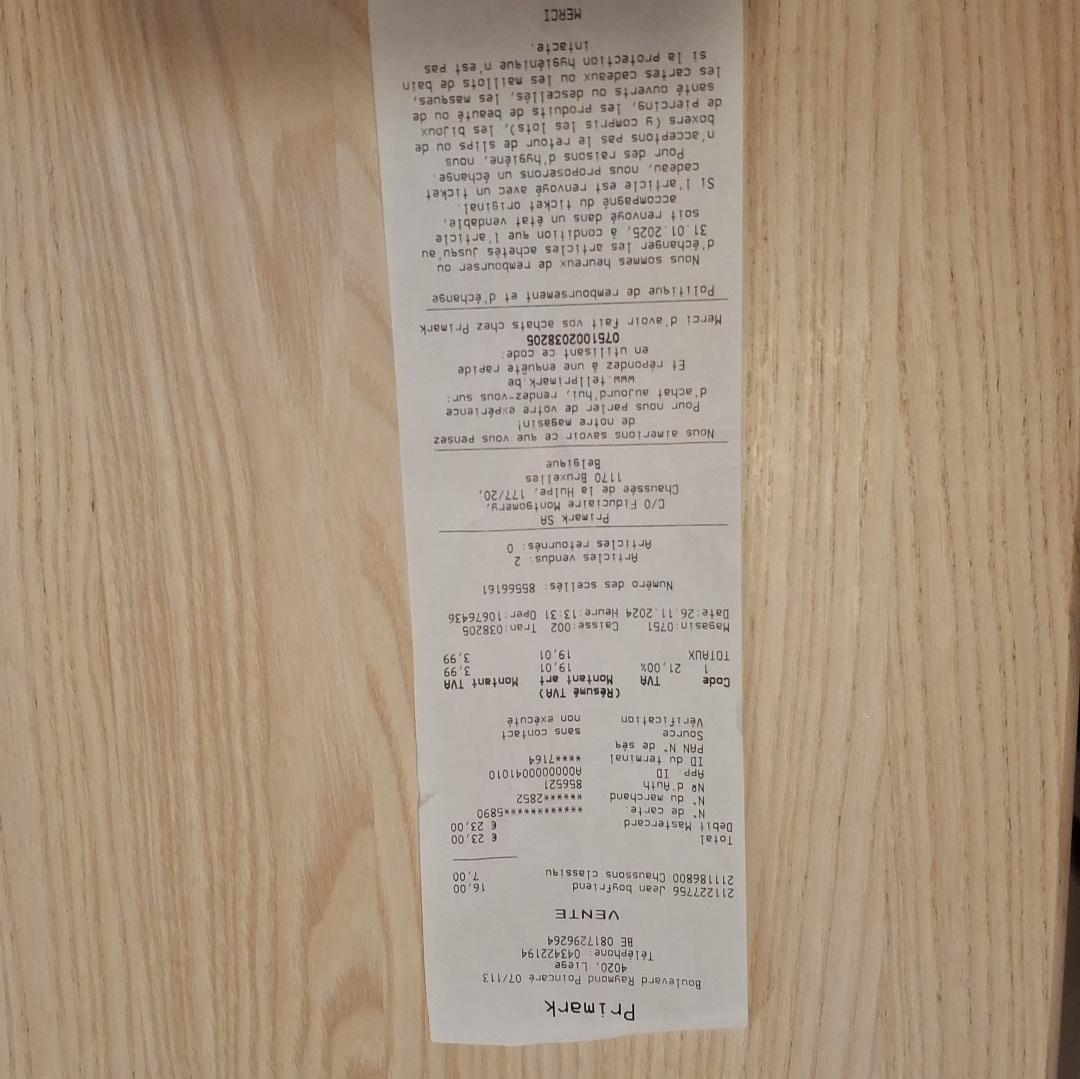 Primark
Boulevard Raymond Poincaré 07/113
4020, Liege
Téléphone: 043422194
BE 0817296264
VENTE
211227756 Jean boyfriend 16,00
211186800 Chaussons classiqu 7,00
Total € 23,00
Debit Mastercard € 23,00
N° de carte. ************5890
N° du marchand ******2852
Nº d'Auth 856521
App. ID A0000000041010
ID du terminal ****7164
PAN N° de séq
Source sans contact
Vérification non exécuté
(Résumé TVA)
Code TVA Montant art Montant TVA
1 21,00% 19,01 3,99
TOTAUX 19,01 3,99
Magasin:0751 Caisse:002 Tran:038205
Date:26.11.2024 Heure:13:31 Oper:10676436
Numéro des scellés: 85566161
Articles vendus: 2
Articles retournés: 0
Primark SA
C/O Fiduciaire Montgomery,
Chaussée de la Hulpe, 177/20,
1170 Bruxelles
Belgique
Nous aimerions savoir ce que vous pensez
de notre magasin!
Pour nous parler de votre expérience
d'achat aujourd'hui, rendez-vous sur:
www.tellprimark.be
Et répondez à une enquête rapide
en utilisant ce code:
0751002038205
Merci d'avoir fait vos achats chez Primark
Politique de remboursement et d'échange
Nous sommes heureux de rembourser ou
d'échanger les articles achetés jusqu'au
31.01.2025, à condition que l'article
soit renvoyé dans un état vendable,
accompagné du ticket original.
Si l'article est renvoyé avec un ticket
cadeau, nous proposerons un échange.
Pour des raisons d'hygiène, nous
n'acceptons pas le retour de slips ou de
boxers (y compris les lots), les bijoux
de piercing, les produits de beauté ou de
santé ouverts ou descellés, les masques,
les cartes cadeaux ou les maillots de bain
si la protection hygiénique n'est pas
intacte.
MERCI